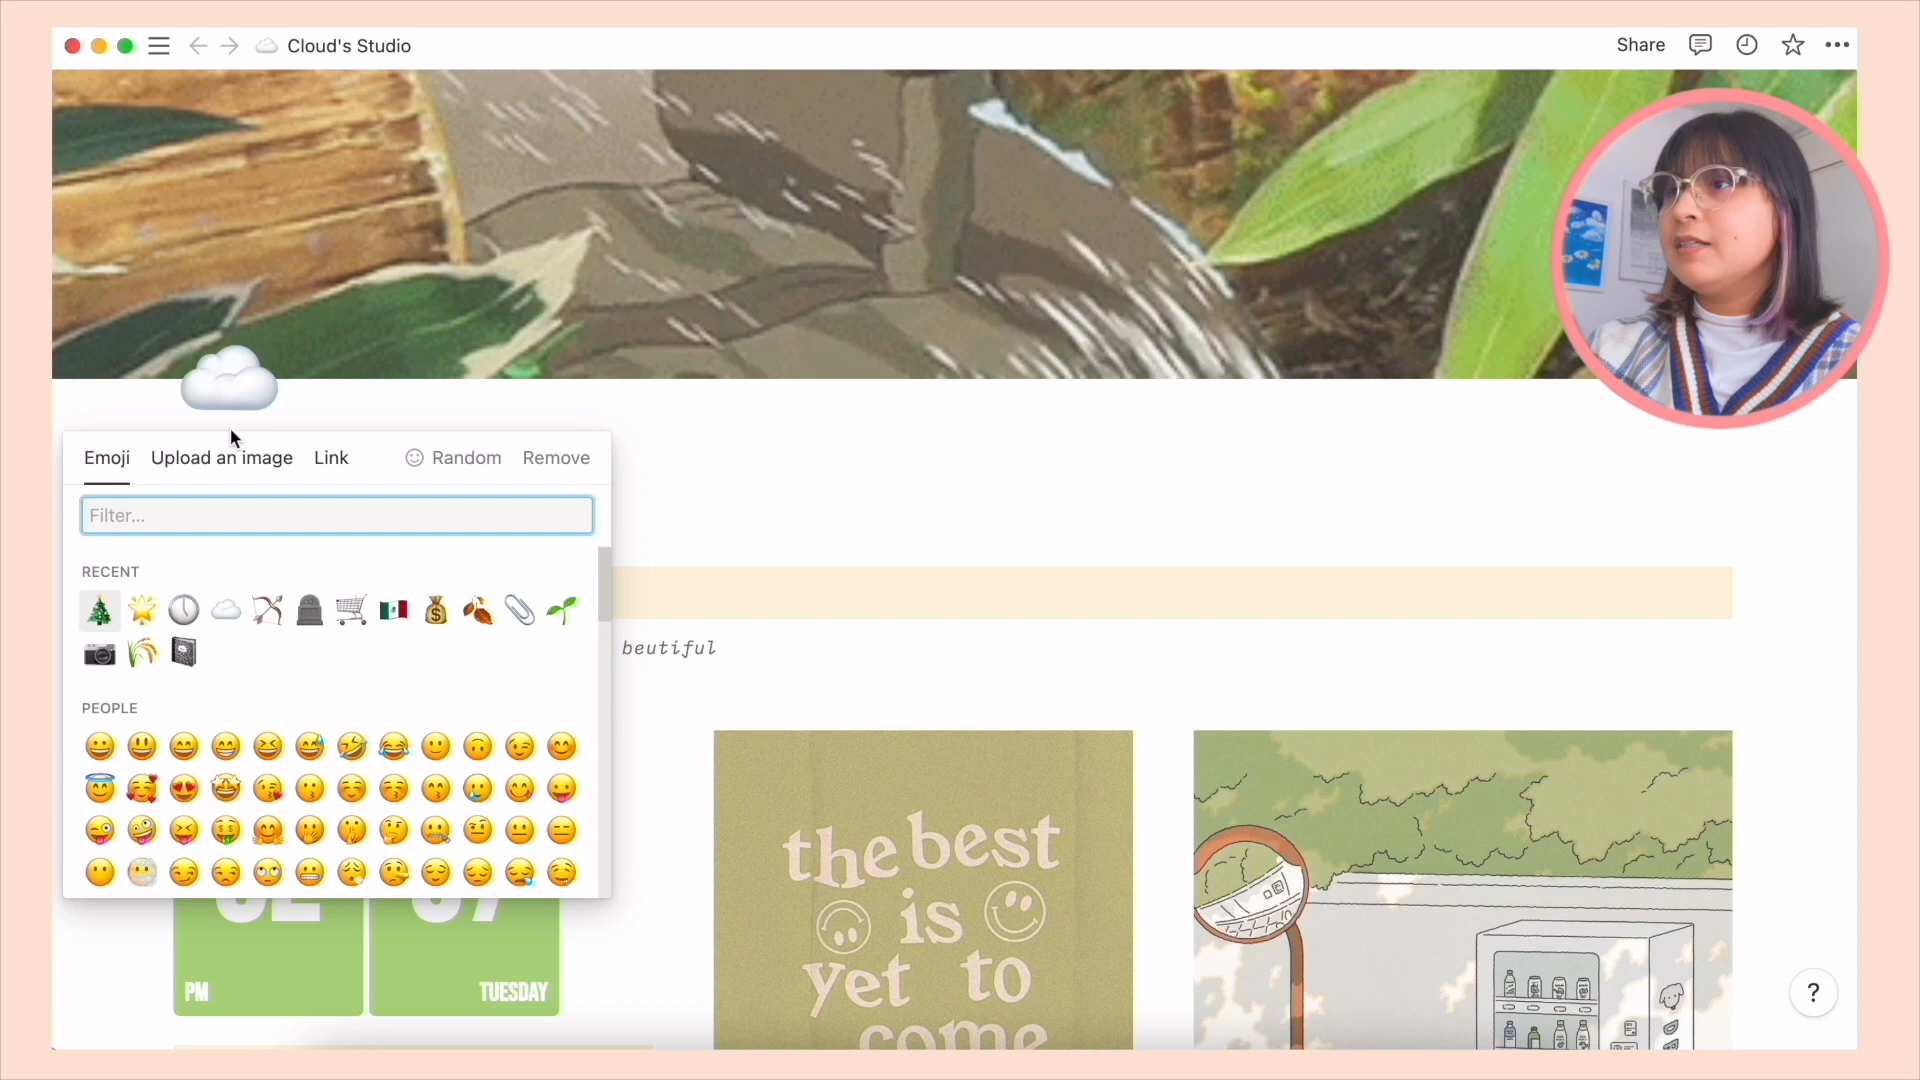 Cloud's Studio
Share
Emoji Upload an image Link Random Remove
Filter...
RECENT
PEOPLE
beutiful
PM
TUESDAY
the best
is
yet to
come
?